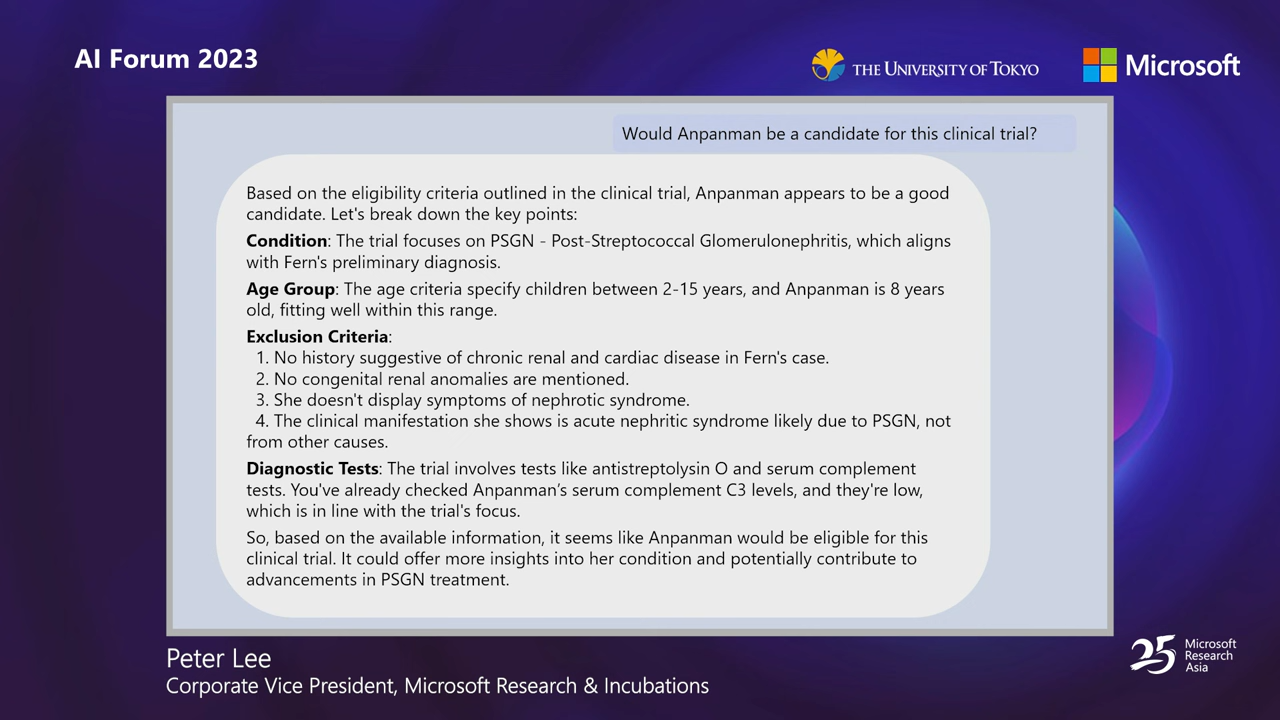 AI Forum 2023
THE UNIVERSITY OF TOKYO
Microsoft
Would Anpanman be a candidate for this clinical trial?
Based on the eligibility criteria outlined in the clinical trial, Anpanman appears to be a good
candidate. Let's break down the key points:
Condition: The trial focuses on PSGN - Post-Streptococcal Glomerulonephritis, which aligns
with Fern's preliminary diagnosis.
Age Group: The age criteria specify children between 2-15 years, and Anpanman is 8 years
old, fitting well within this range.
Exclusion Criteria:
1. No history suggestive of chronic renal and cardiac disease in Fern's case.
2. No congenital renal anomalies are mentioned.
3. She doesn't display symptoms of nephrotic syndrome.
4. The clinical manifestation she shows is acute nephritic syndrome likely due to PSGN, not
from other causes.
Diagnostic Tests: The trial involves tests like antistreptolysin O and serum complement
tests. You've already checked Anpanman's serum complement C3 levels, and they're low,
which is in line with the trial's focus.
So, based on the available information, it seems like Anpanman would be eligible for this
clinical trial. It could offer more insights into her condition and potentially contribute to
advancements in PSGN treatment.
Peter Lee
Corporate Vice President, Microsoft Research & Incubations
25
Microsoft
Research
Asia